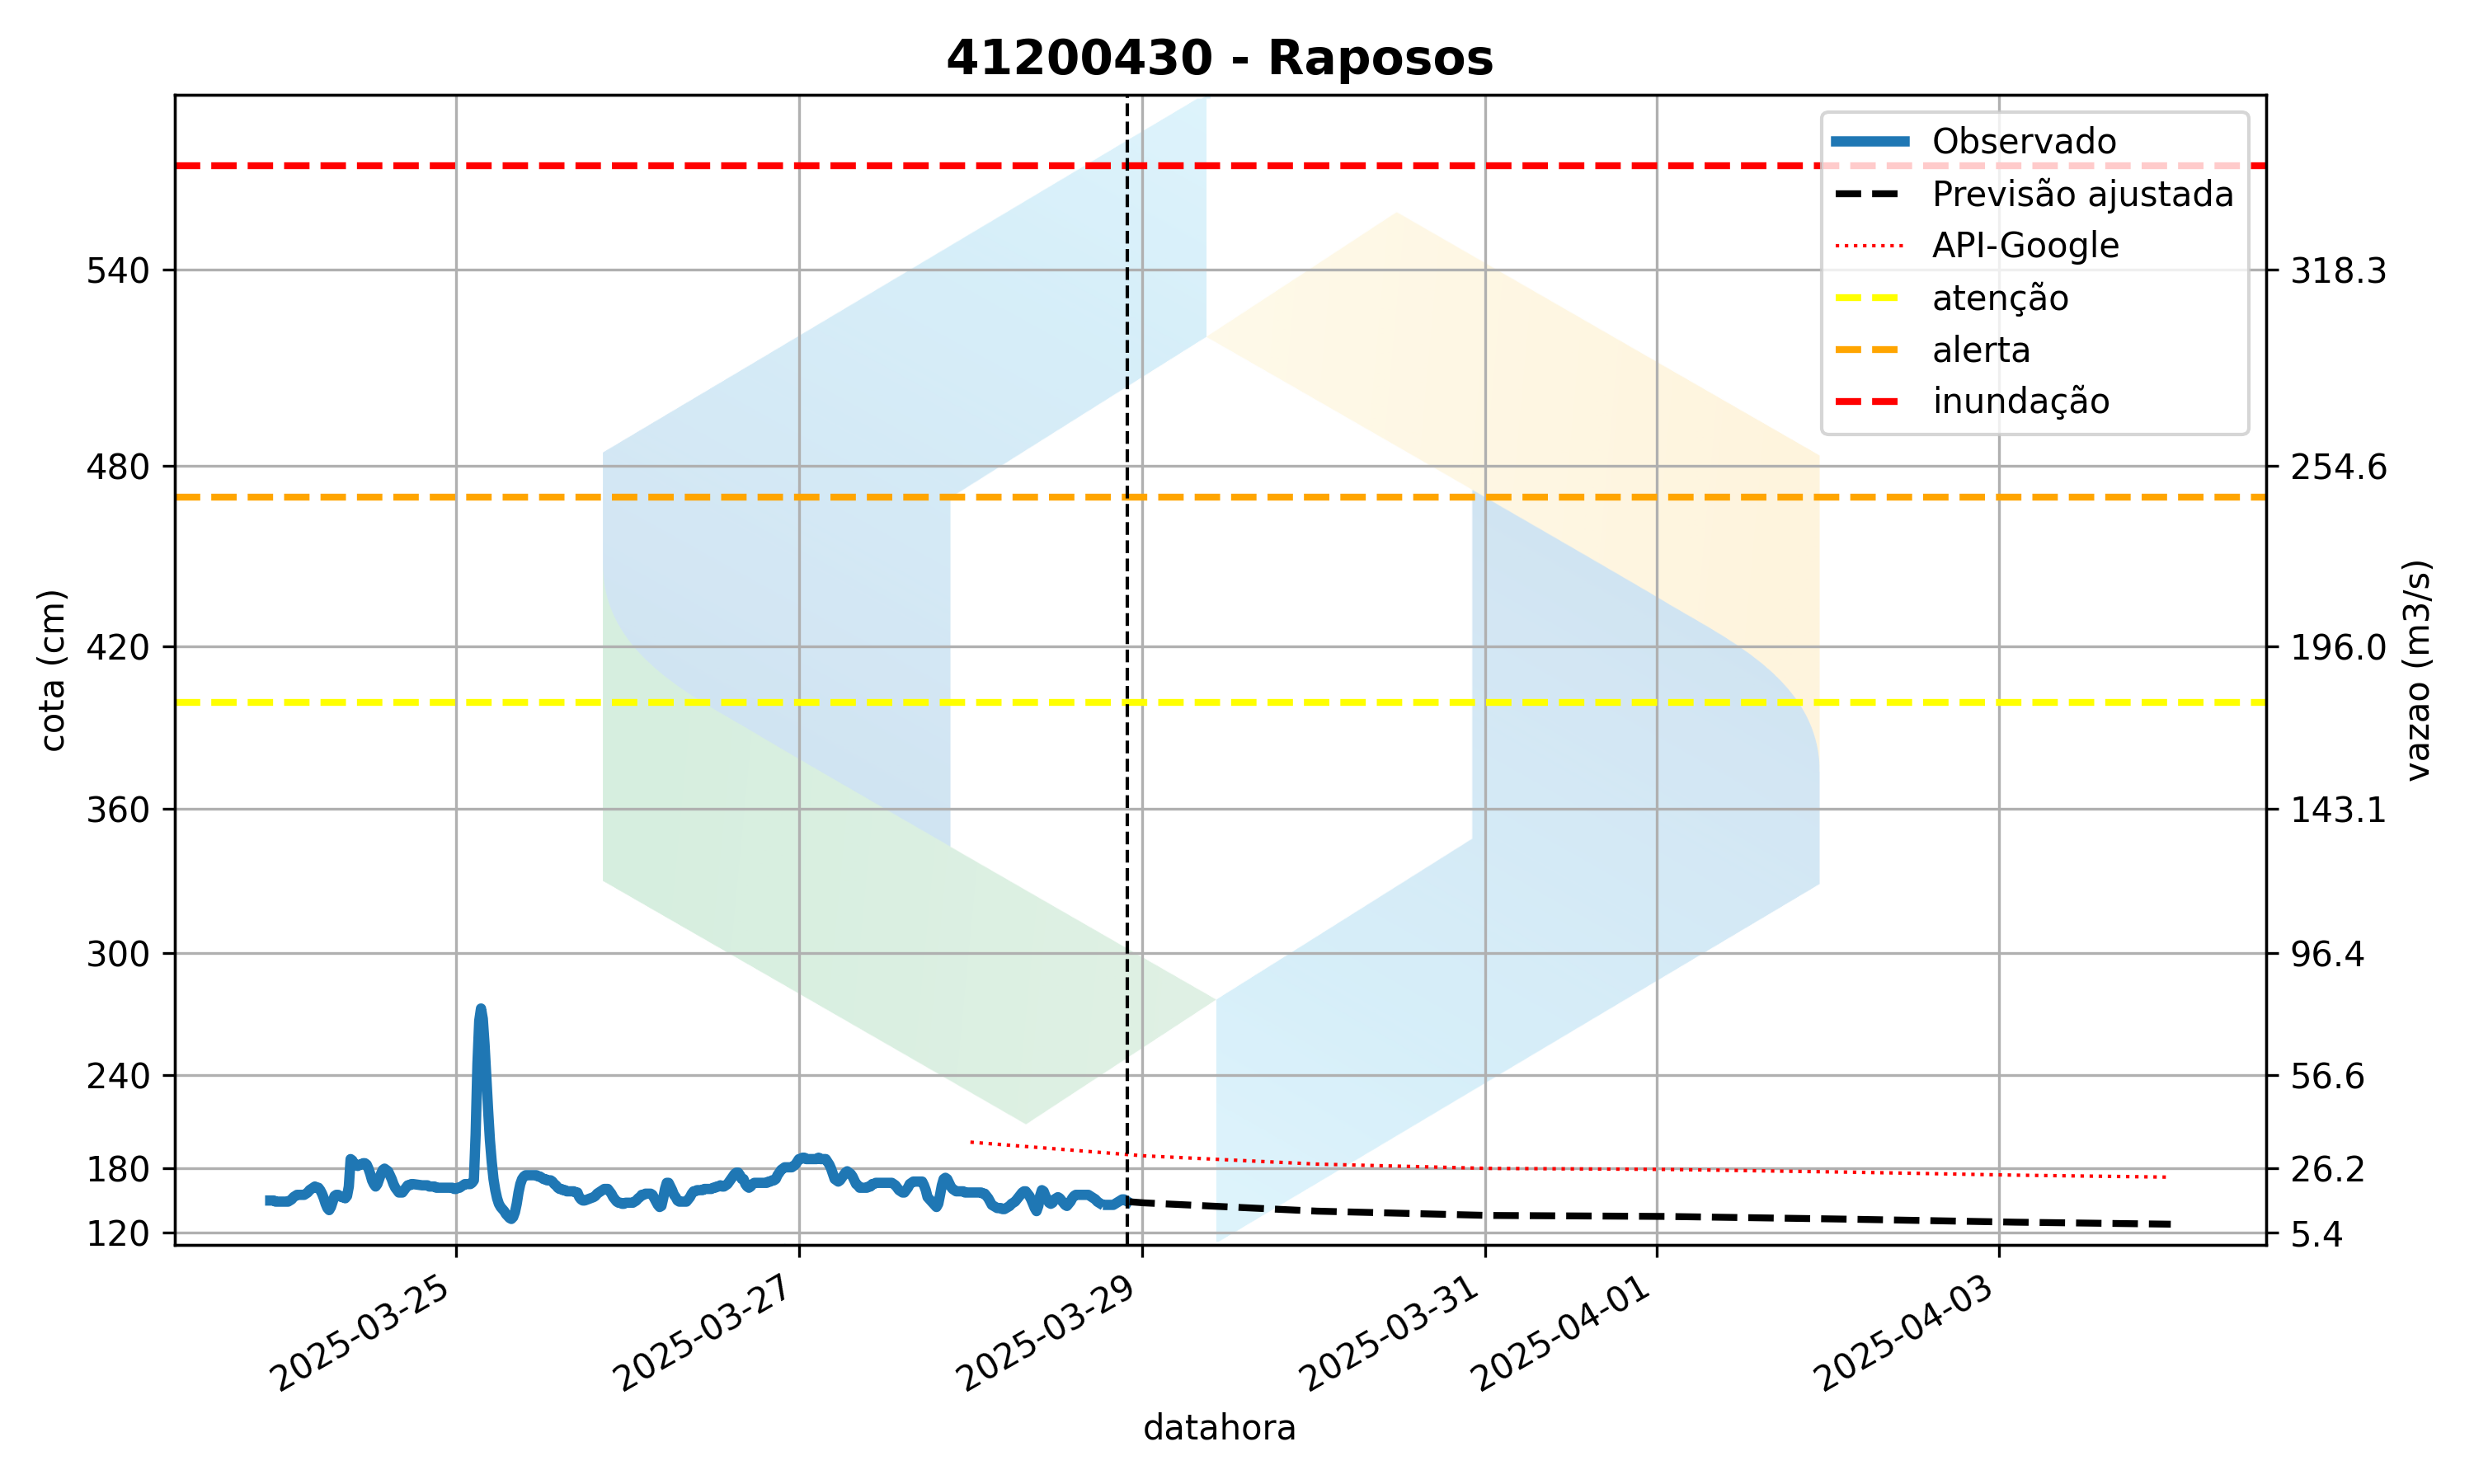 41200430 - Raposos
Observado
Previsão ajustada
API-Google
atenção
alerta
inundação
540
480
420
360
300
240
180
120
cota (cm)
318.3
254.6
196.0
143.1
96.4
56.6
26.2
5.4
vazao (m3/s)
2025-03-25
2025-03-27
2025-03-29
2025-03-31
2025-04-01
2025-04-03
datahora